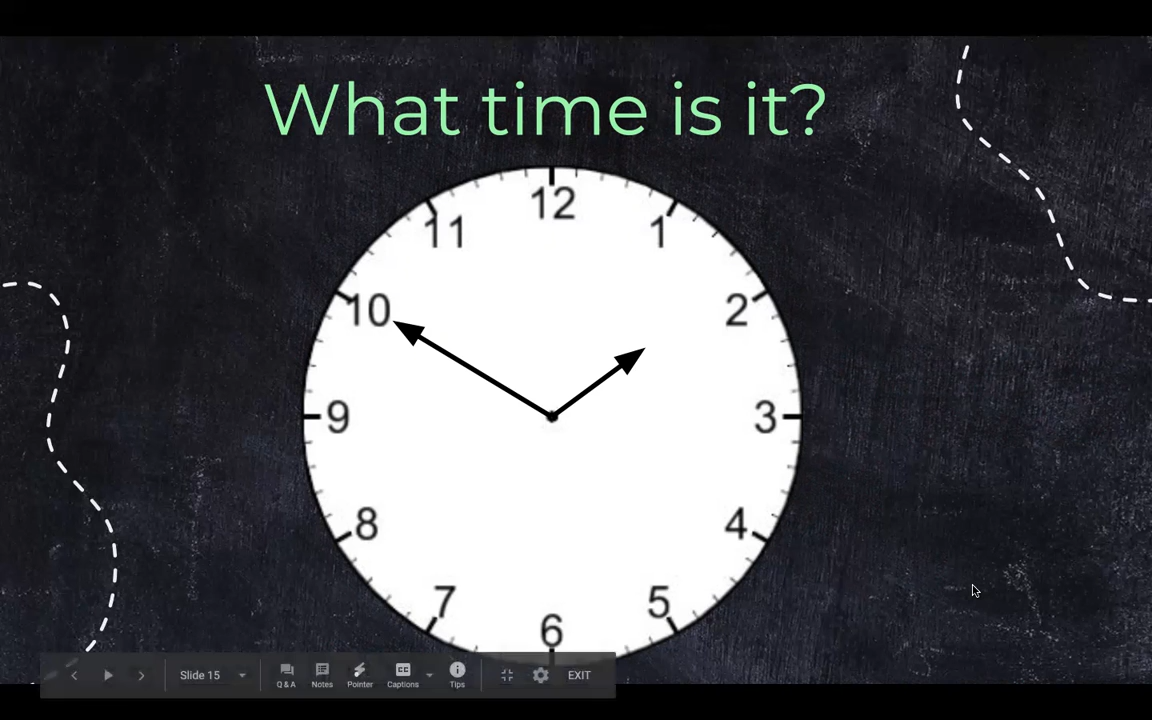 What time is it?
12
11
1
10
2
9
3
8
4
7
5
6
Slide 15
Q & A
Notes
Pointer
CC
Captions
Tips
EXIT